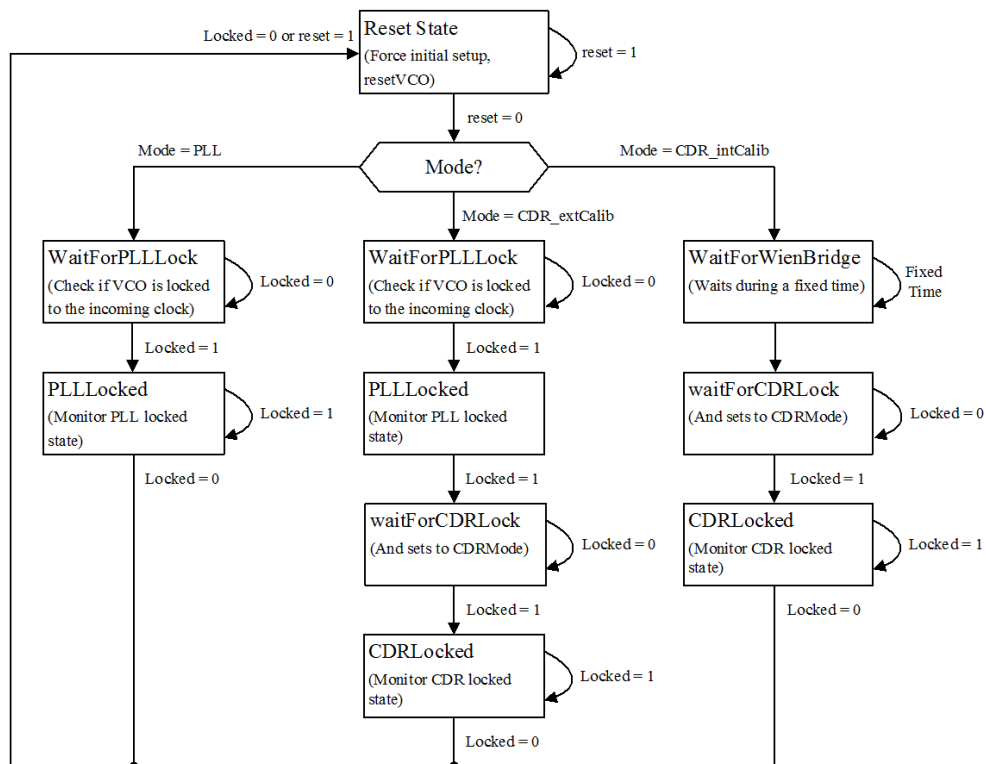 Reset State
(Force initial setup,
resetVCO)
Locked = 0 or reset = 1
reset = 1
reset = 0
Mode = PLL
Mode?
Mode = CDR_intCalib
Mode = CDR_extCalib
WaitForPLLLock
(Check if VCO is locked
to the incoming clock)
Locked = 0
WaitForPLLLock
(Check if VCO is locked
to the incoming clock)
Locked = 0
WaitForWienBridge
(Waits during a fixed time)
Fixed
Time
Locked = 1
Locked = 1
PLLLocked
(Monitor PLL locked
state)
Locked = 1
PLLLocked
(Monitor PLL locked
state)
waitForCDRLock
(And sets to CDRMode)
Locked = 0
Locked = 0
Locked = 1
Locked = 1
waitForCDRLock
(And sets to CDRMode)
Locked = 0
CDRLocked
(Monitor CDR locked
state)
Locked = 1
Locked = 1
Locked = 0
CDRLocked
(Monitor CDR locked
state)
Locked = 1
Locked = 0